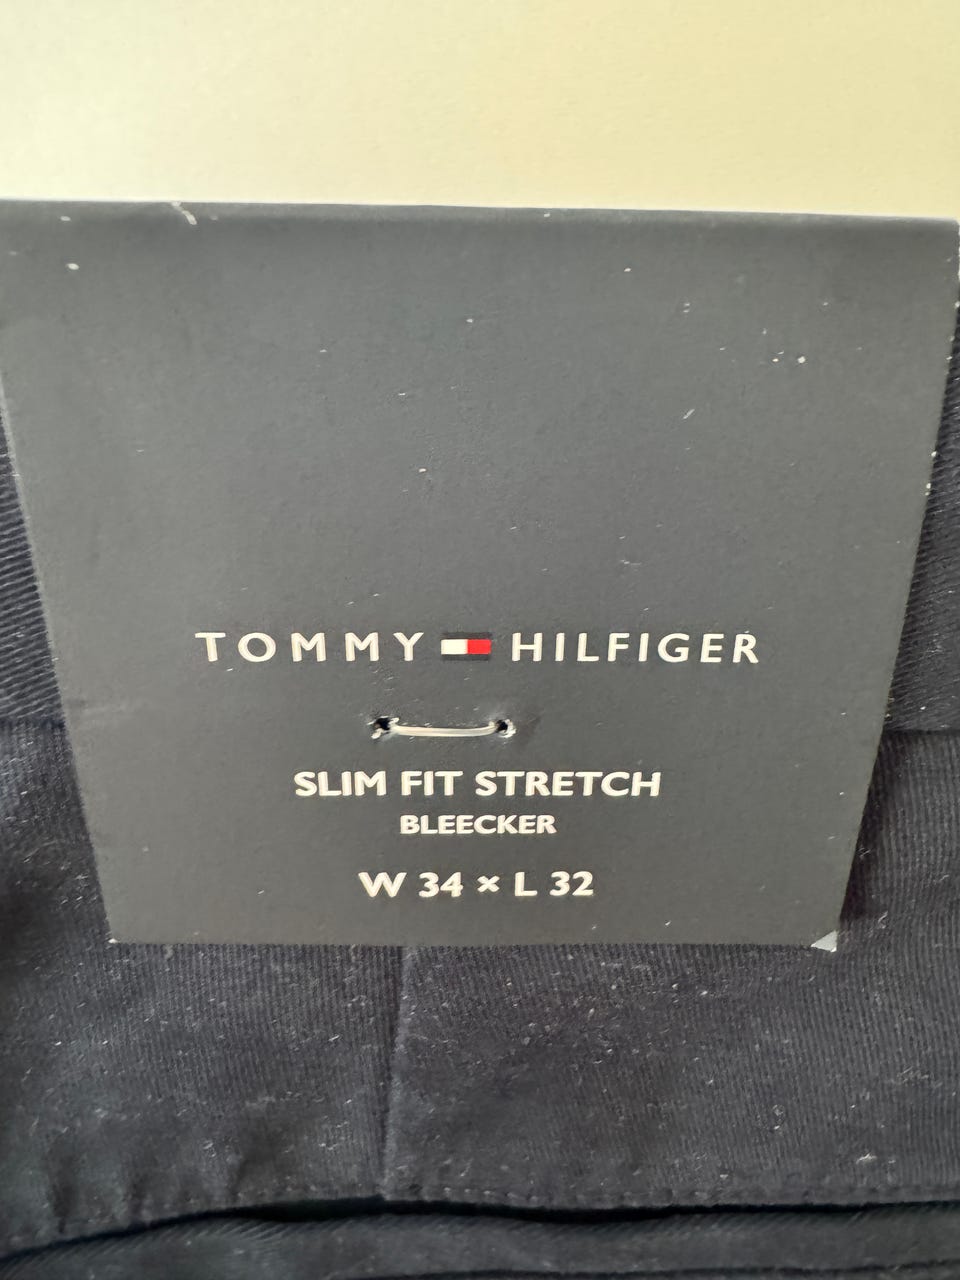 TOMMY HILFIGER
SLIM FIT STRETCH
BLEECKER
W 34 × L 32